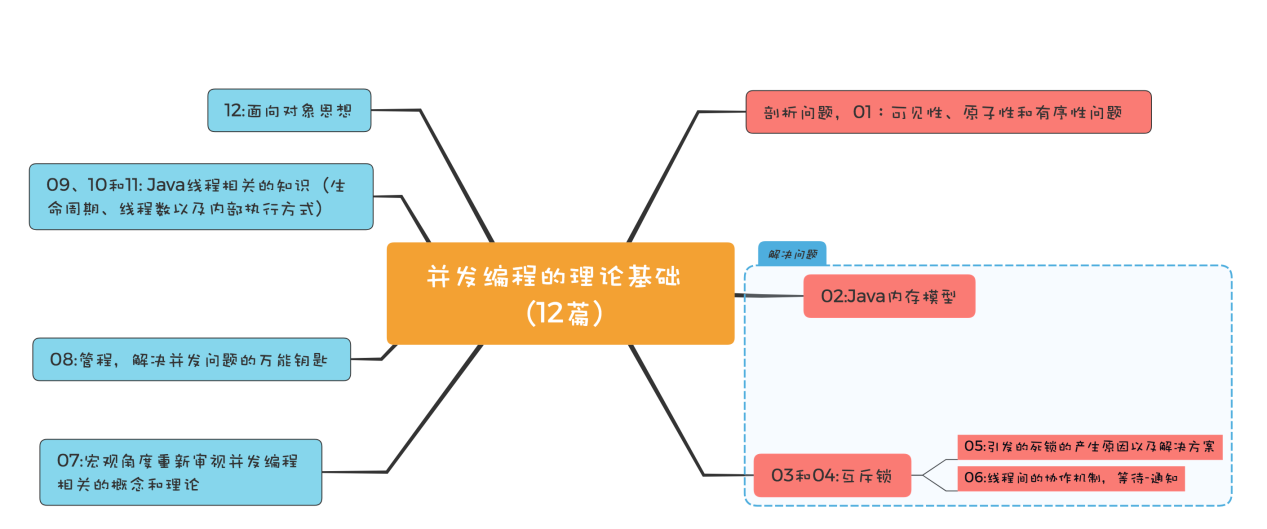 并发编程的理论基础
(12篇)
剖析问题，01：可见性、原子性和有序性问题
解决问题
02:Java内存模型
03和04:互斥锁
05:引发的死锁的产生原因以及解决方案
06:线程间的协作机制，等待-通知
07:宏观角度重新审视并发编程
相关的概念和理论
08:管程，解决并发问题的万能钥匙
09、10和11: Java线程相关的知识（生
命周期、线程数以及内部执行方式）
12:面向对象思想